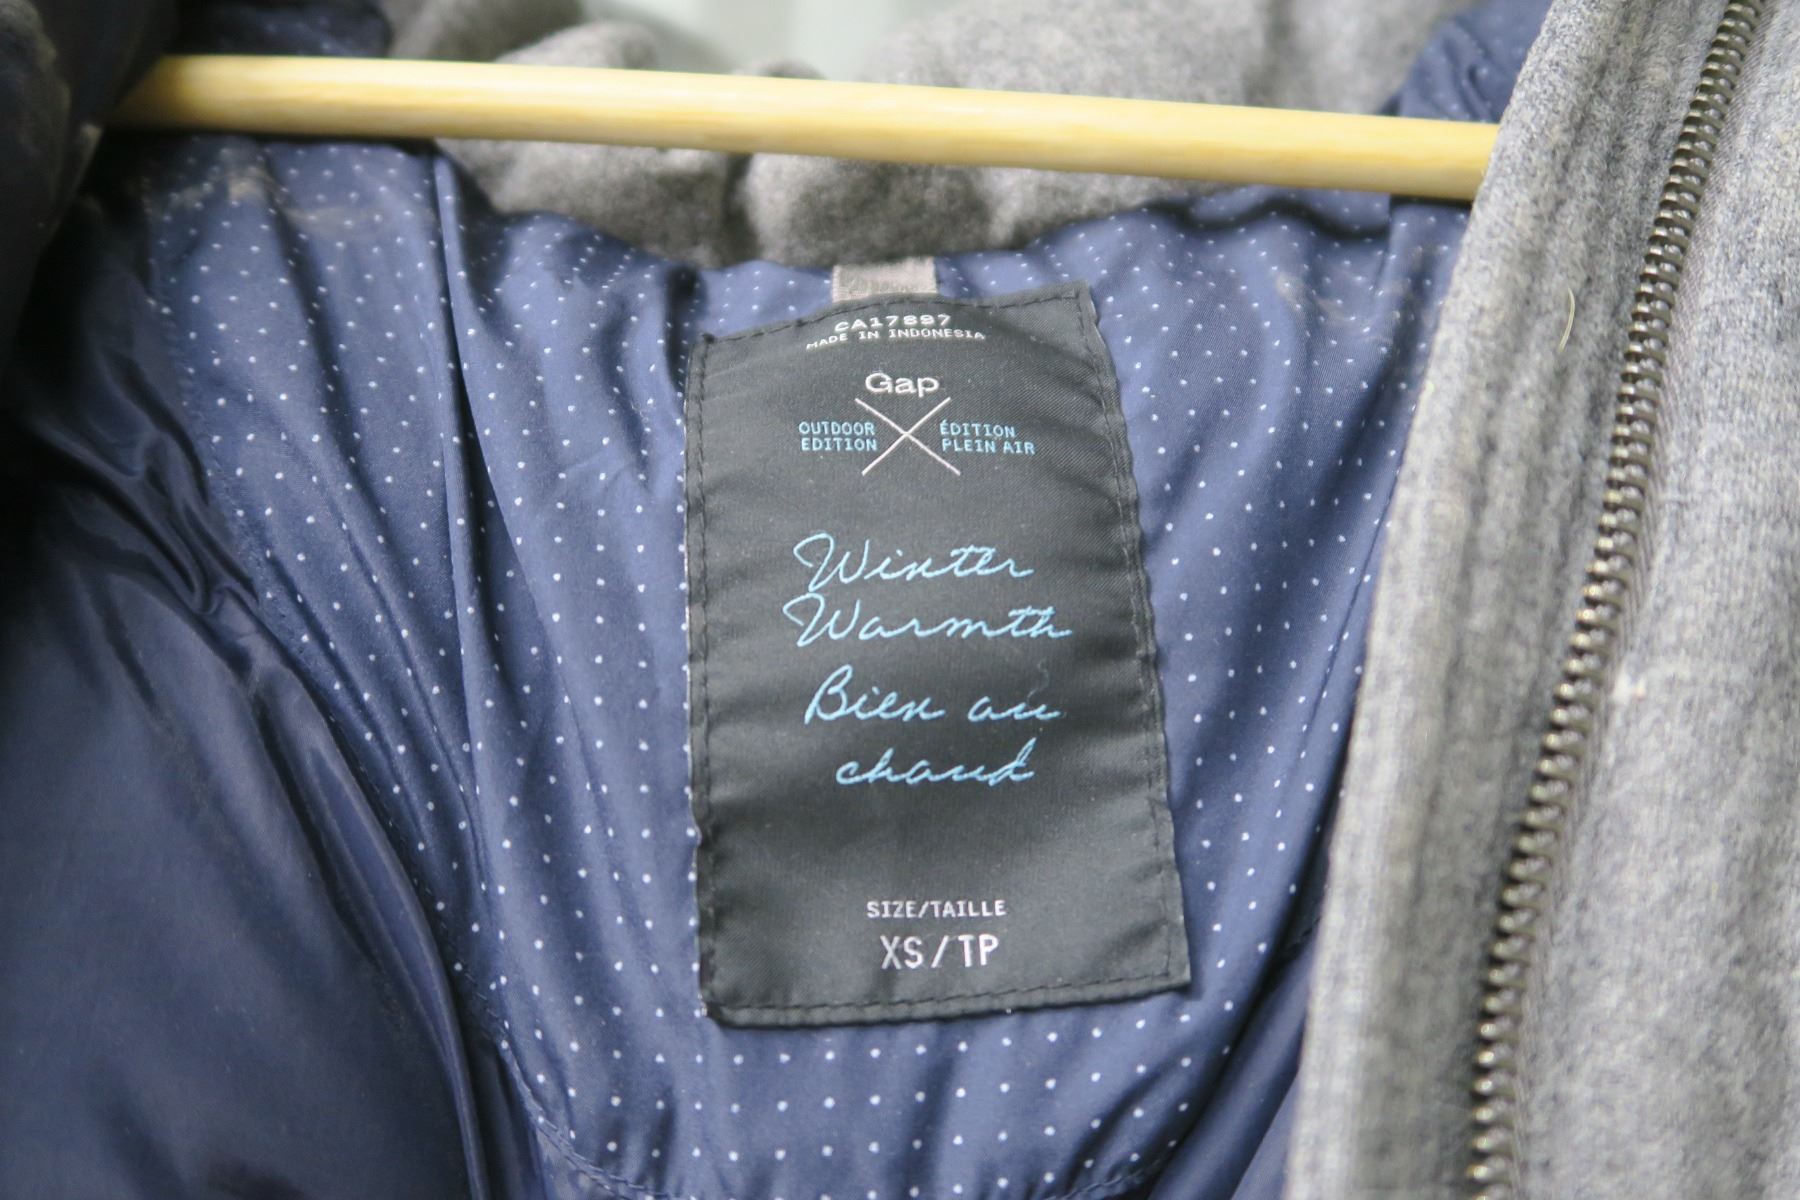 CA17897
MADE IN INDONESIA
Gap
OUTDOOR EDITION
ÉDITION PLEIN AIR
Winter
Warmth
Bien au
chaud
SIZE/TAILLE
XS/TP